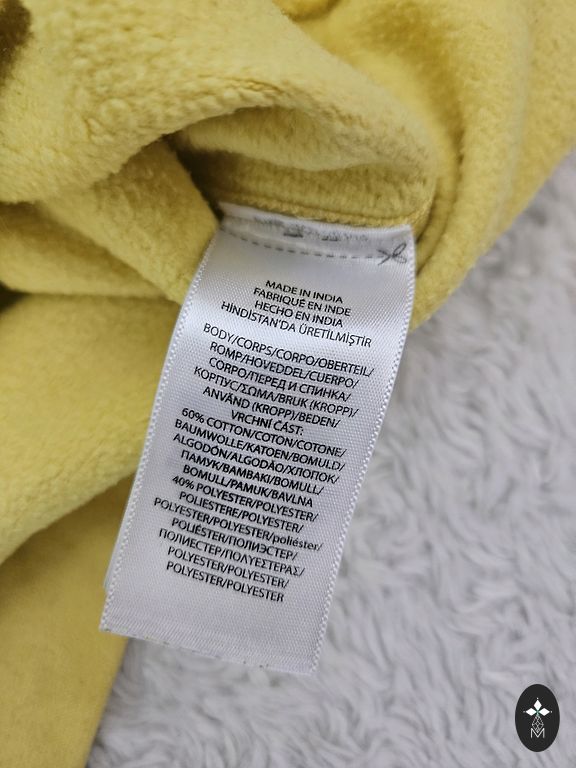 MADE IN INDIA
FABRIQUÉ EN INDE
HECHO EN INDIA
HİNDİSTAN'DA ÜRETİLMİŞTİR
BODY/CORPS/CORPO/OBERTEIL/
ROMP/HOVEDDEL/CUERPO/
CORPO/ПЕРЕД И СПИНКА/
КОРПУС/ΣΩΜΑ/BRUK (KROPP)/
ANVÄND (KROPP)/BEDEN/
VRCHNÍ ČÁST:
60% COTTON/COTON/COTONE/
BAUMWOLLE/KATOEN/BOMULD/
ALGODÓN/ALGODÃO/ХЛОПОК/
ПАМУК/ΒΑΜΒΑΚΙ/BOMULL/
BOMULL/PAMUK/BAVLNA
40% POLYESTER/POLYESTER/
POLIESTERE/POLYESTER/
POLYESTER/POLYESTER/poliéster/
POLIÉSTER/ПОЛИЭСТЕР/
ПОЛИЕСТЕР/ΠΟΛΥΕΣΤΕΡΑΣ/
POLYESTER/POLYESTER/
POLYESTER/POLYESTER